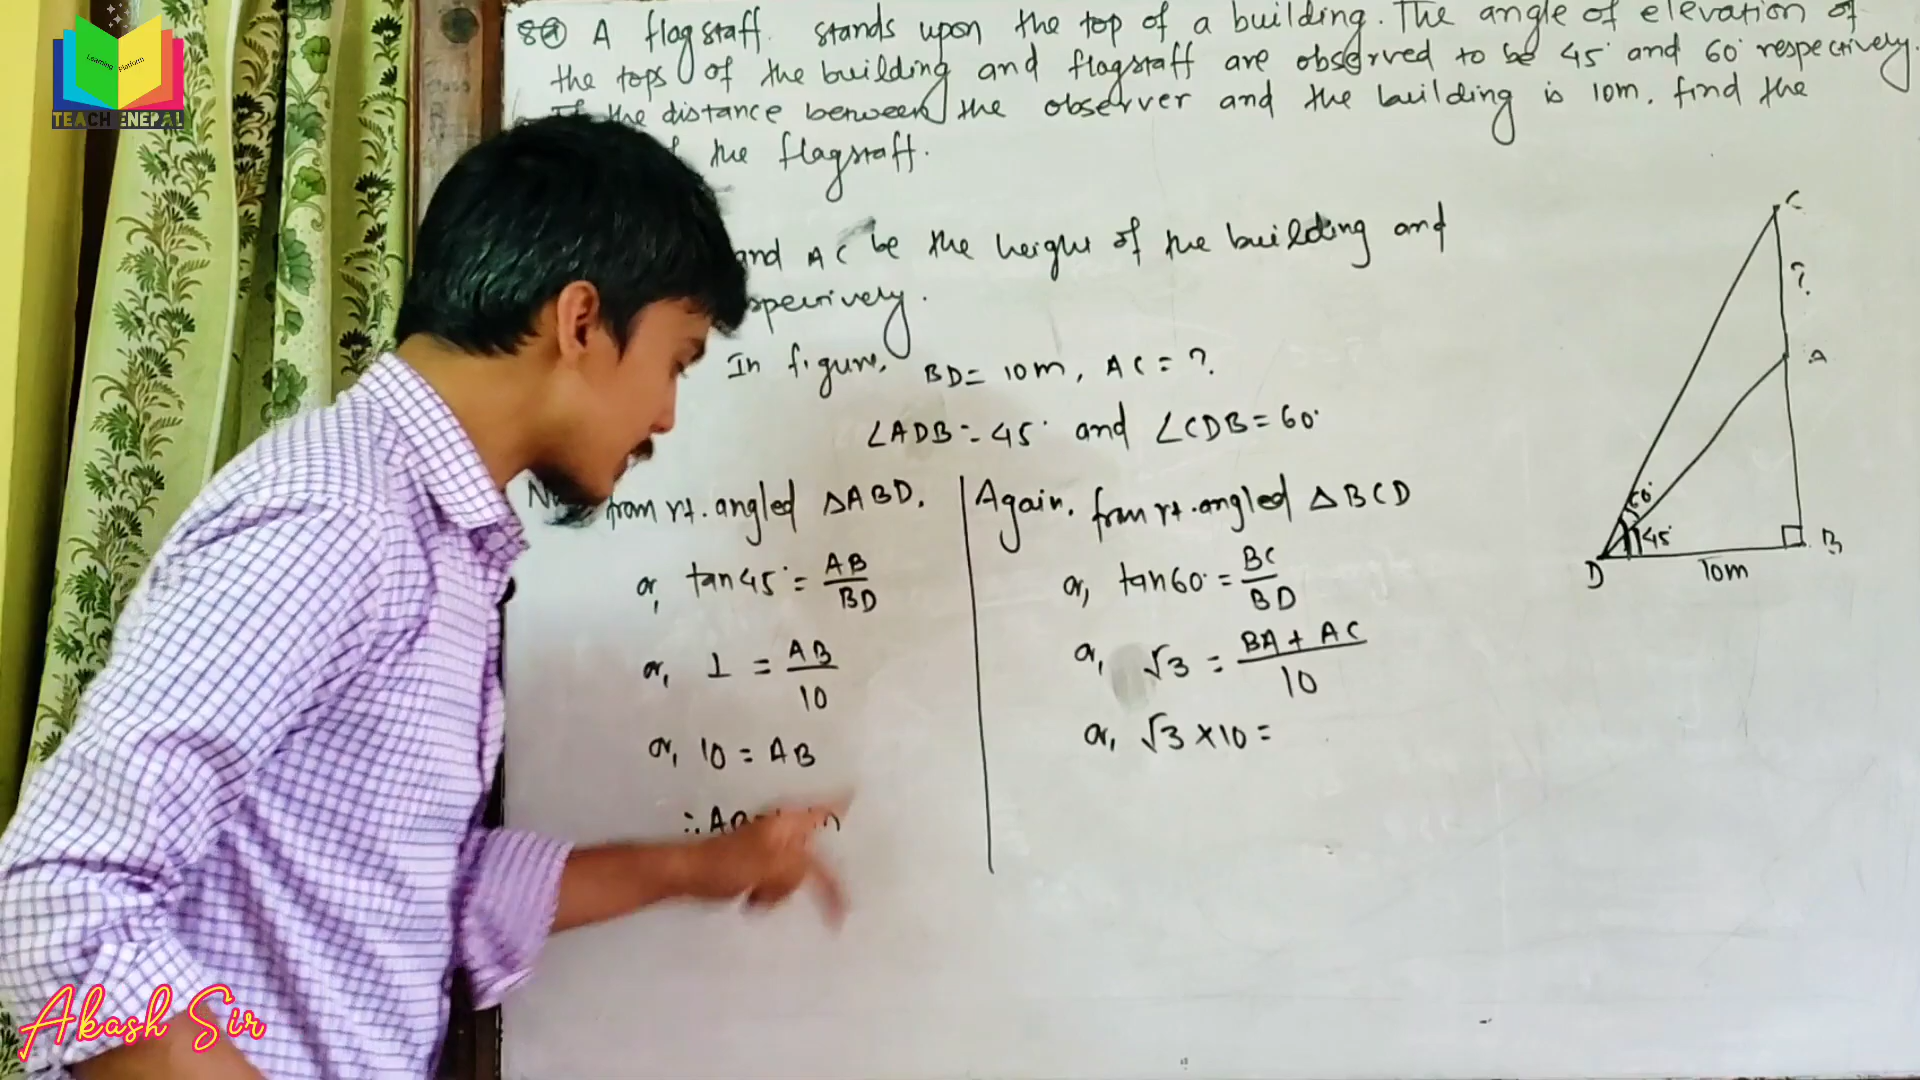 Learning Platform
TEACH ENEPAL
8@ A flagstaff stands upon the top of a building. The angle of elevation of
the tops of the building and flagstaff are observed to be 45° and 60° respectively.
the distance between the observer and the building is 10m. find the
the flagstaff.
and AC be the height of the building and
In figure, BD = 10m, AC = ?
∠ADB = 45° and ∠CDB = 60°
from rt. angled ΔABD.
or, tan45° = AB/BD
or, 1 = AB/10
or, 10 = AB
Again, from rt. angled ΔBCD
or, tan60° = BC/BD
or, √3 = BA + AC/10
or, √3 × 10 =
C
?
A
60°
45°
B
D
10m
Akash Sir